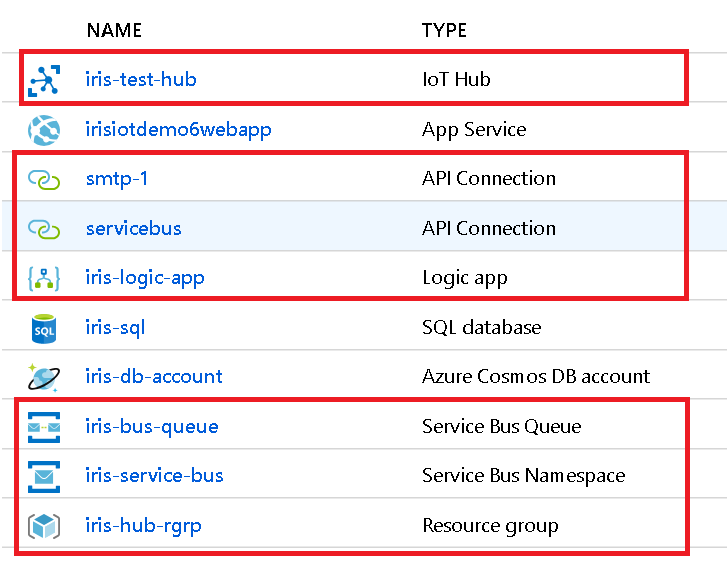 NAME TYPE
iris-test-hub IoT Hub
irisiotdemo6webapp App Service
smtp-1 API Connection
servicebus API Connection
iris-logic-app Logic app
SQL iris-sql SQL database
iris-db-account Azure Cosmos DB account
iris-bus-queue Service Bus Queue
iris-service-bus Service Bus Namespace
iris-hub-rgrp Resource group